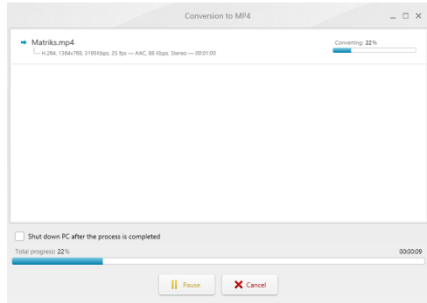 Conversion to MP4
Matriks.mp4
Converting: 22%
H.264, 1364x768, 3195Kbps, 25 fps — AAC, 88 Kbps, Stereo — 00:01:00
Shut down PC after the process is completed
Total progress: 22%
00:00:09
Pause
Cancel